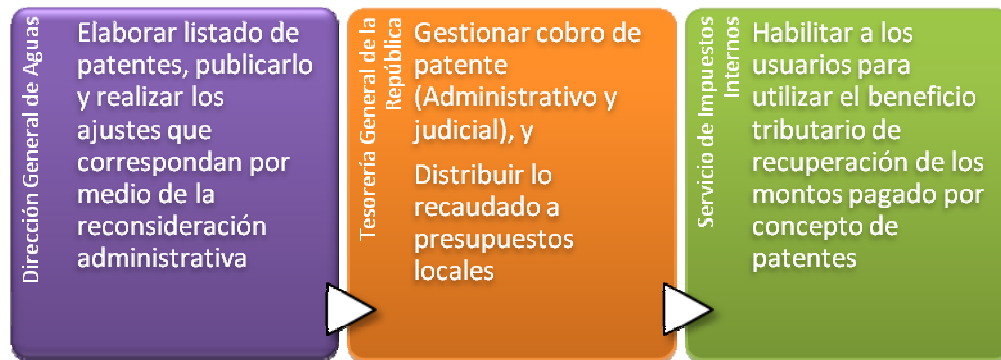 Dirección General de Aguas
Elaborar listado de
patentes, publicarlo
y realizar los
ajustes que
correspondan por
medio de la
reconsideración
administrativa
Tesorería General de la
República
Gestionar cobro de
patente
(Administrativo y
judicial), y
Distribuir lo
recaudado a
presupuestos
locales
Servicio de Impuestos
Internos
Habilitar a los
usuarios para
utilizar el beneficio
tributario de
recuperación de los
montos pagado por
concepto de
patentes